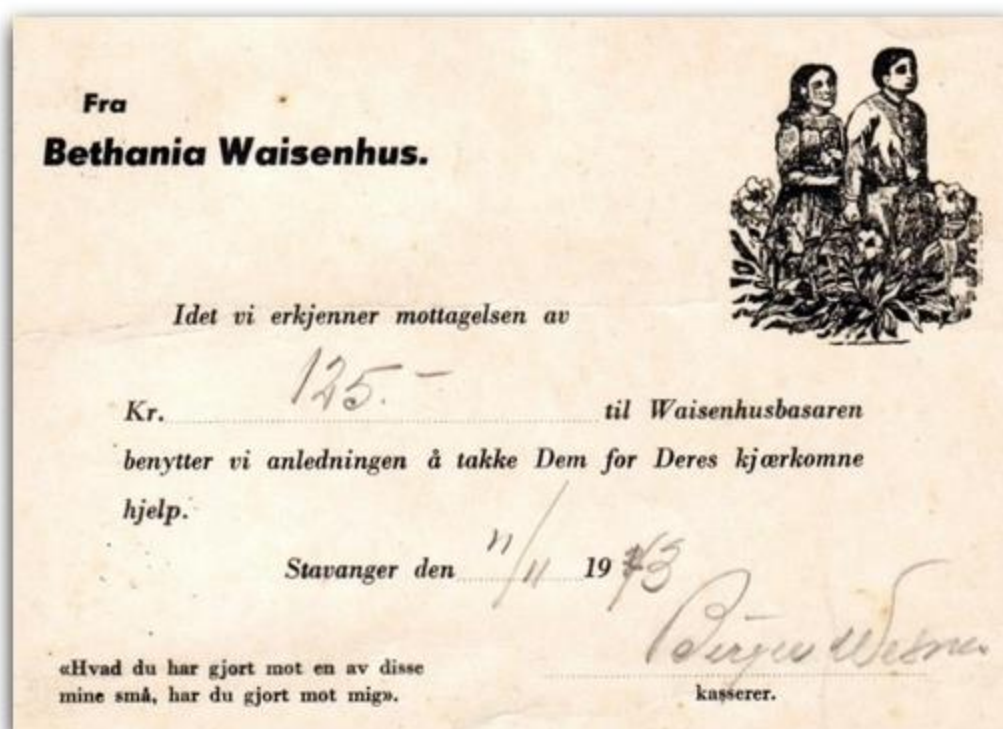 Fra
Bethania Waisenhus.
Idet vi erkjenner mottagelsen av
Kr. 125.- til Waisenhusbasaren
benytter vi anledningen å takke Dem for Deres kjærkomne
hjelp.
Stavanger den 11/11 1943
«Hvad du har gjort mot en av disse
mine små, har du gjort mot mig».
kasserer.